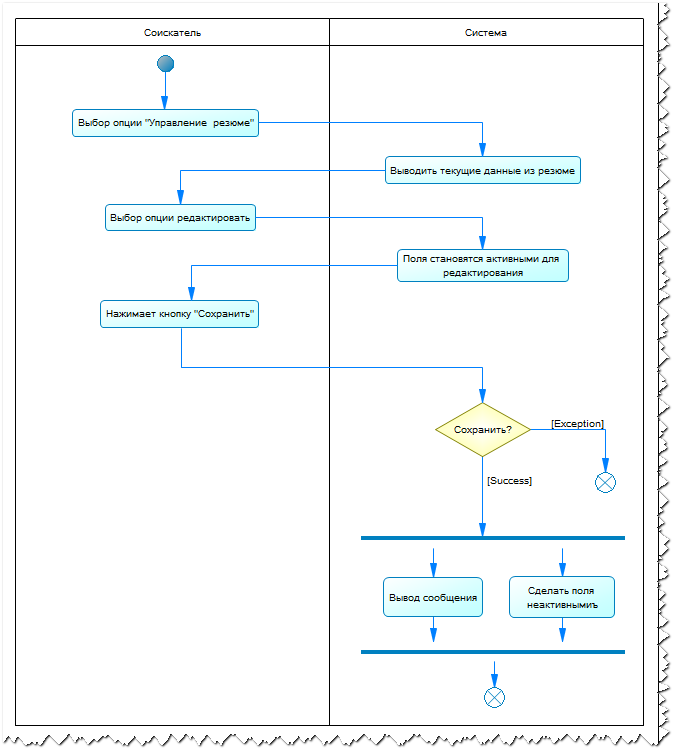 Соискатель
Система
Выбор опции "Управление резюме"
Выводить текущие данные из резюме
Выбор опции редактировать
Поля становятся активными для
редактирования
Нажимает кнопку "Сохранить"
Сохранить?
[Exception]
[Success]
Вывод сообщения
Сделать поля
неактивнымиъ